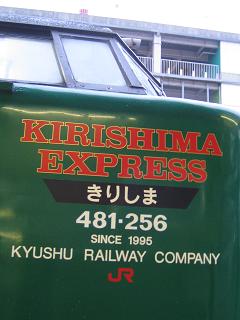 KIRISHIMA
EXPRESS
きりしま
481-256
SINCE 1995
KYUSHU RAILWAY COMPANY
JR